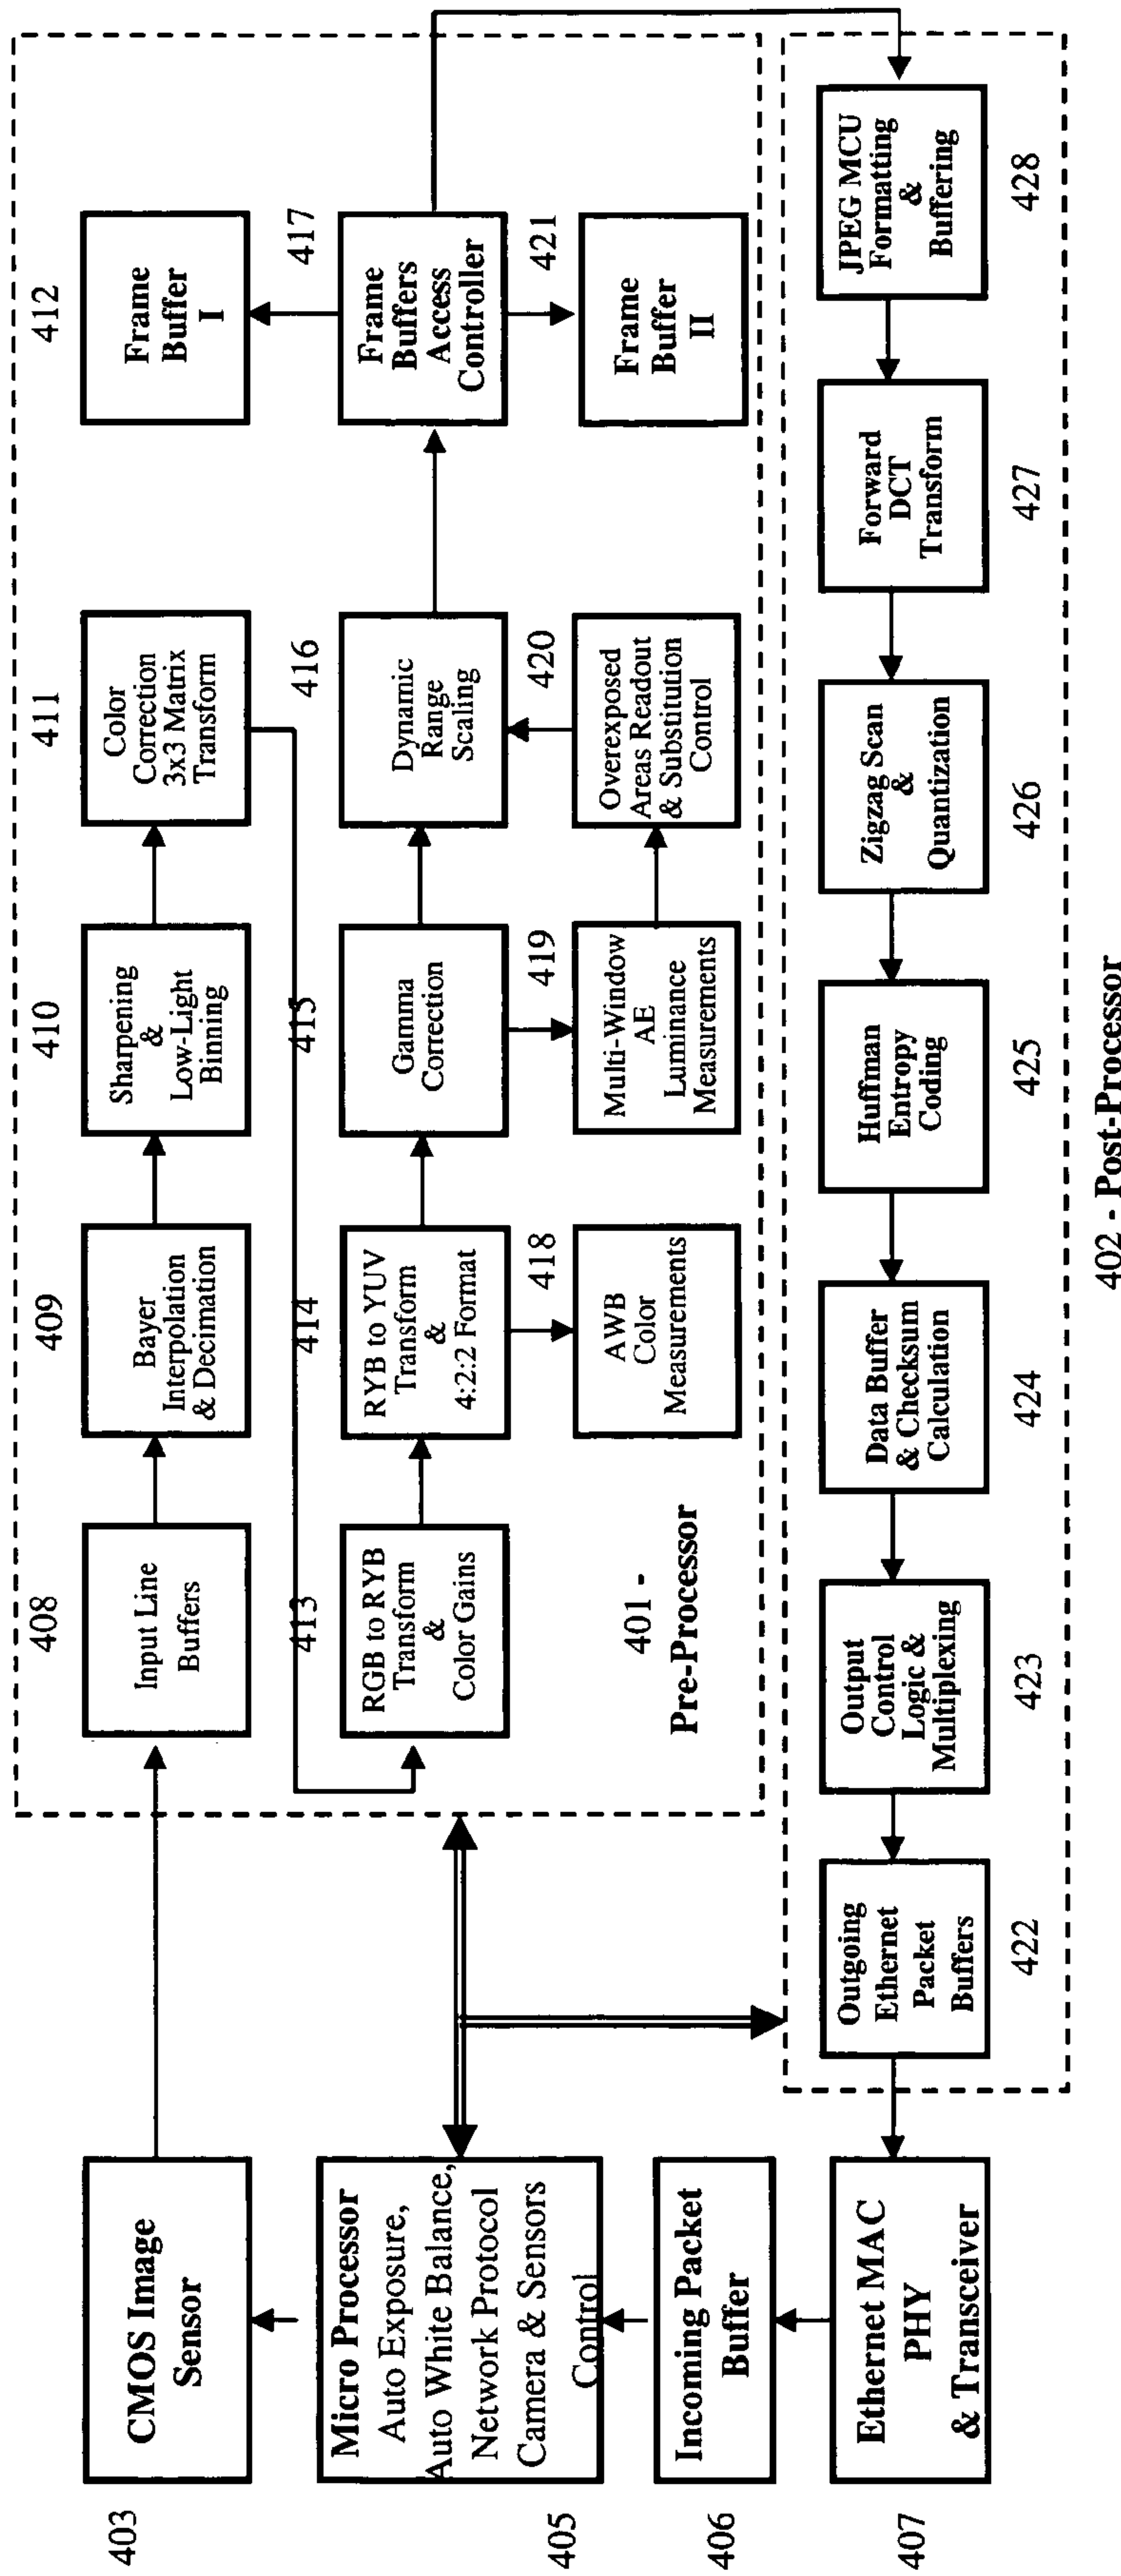 403
CMOS Image
Sensor
408
Input Line
Buffers
409
Bayer
Interpolation
& Decimation
410
Sharpening
&
Low-Light
Binning
411
Color
Correction
3x3 Matrix
Transform
412
Frame
Buffer
I
405
Micro Processor
Auto Exposure,
Auto White Balance,
Network Protocol
Camera & Sensors
Control
413
RGB to RYB
Transform
&
Color Gains
414
RYB to YUV
Transform
&
4:2:2 Format
415
Gamma
Correction
416
Dynamic
Range
Scaling
417
Frame
Buffers
Access
Controller
418
AWB
Color
Measurements
419
Multi-Window
AE
Luminance
Measurements
420
Overexposed
Areas Readout
& Substitution
Control
421
Frame
Buffer
II
401 -
Pre-Processor
406
Incoming Packet
Buffer
407
Ethernet MAC
PHY
& Transceiver
Outgoing
Ethernet
Packet
Buffers
422
Output
Control
Logic &
Multiplexing
423
Data Buffer
& Checksum
Calculation
424
Huffman
Entropy
Coding
425
Zigzag Scan
&
Quantization
426
Forward
DCT
Transform
427
JPEG MCU
Formatting
&
Buffering
428
402 - Post-Processor